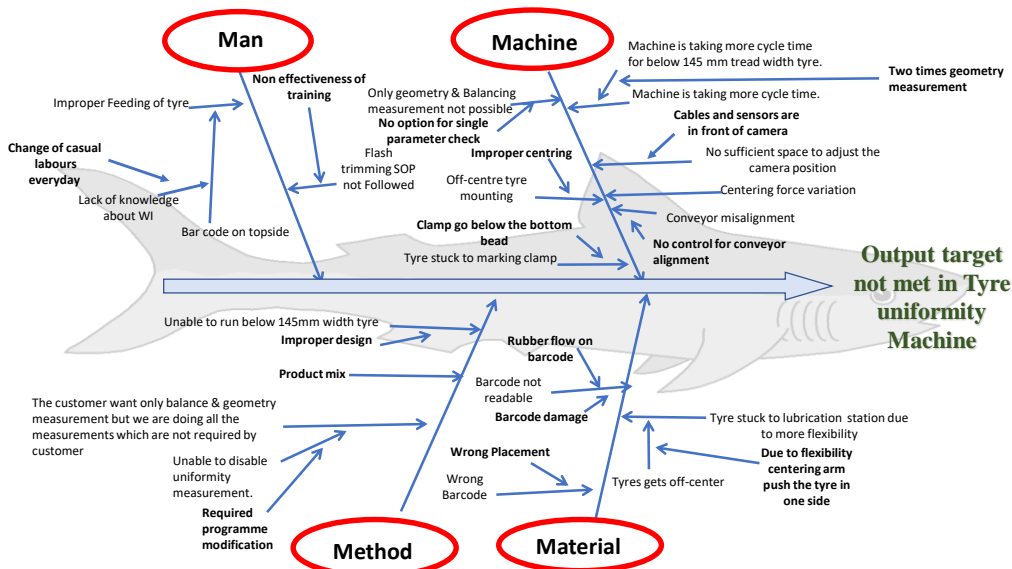 Man
Machine
Non effectiveness of
training
Improper Feeding of tyre
Change of casual
labours
everyday
Lack of knowledge
about WI
Bar code on topside
Flash
trimming SOP
not Followed
Only geometry & Balancing
measurement not possible
No option for single
parameter check
Improper centring
Off-centre tyre
mounting
Clamp go below the bottom
bead
Tyre stuck to marking clamp
Machine is taking more cycle time
for below 145 mm tread width tyre.
Two times geometry
measurement
Machine is taking more cycle time.
Cables and sensors are
in front of camera
No sufficient space to adjust the
camera position
Centering force variation
Conveyor misalignment
No control for conveyor
alignment
Output target
not met in Tyre
uniformity
Machine
Unable to run below 145mm width tyre
Improper design
Product mix
The customer want only balance & geometry
measurement but we are doing all the
measurements which are not required by
customer
Unable to disable
uniformity
measurement.
Required
programme
modification
Rubber flow on
barcode
Barcode not
readable
Barcode damage
Wrong Placement
Wrong
Barcode
Tyre stuck to lubrication station due
to more flexibility
Tyres gets off-center
Due to flexibility
centering arm
push the tyre in
one side
Method
Material